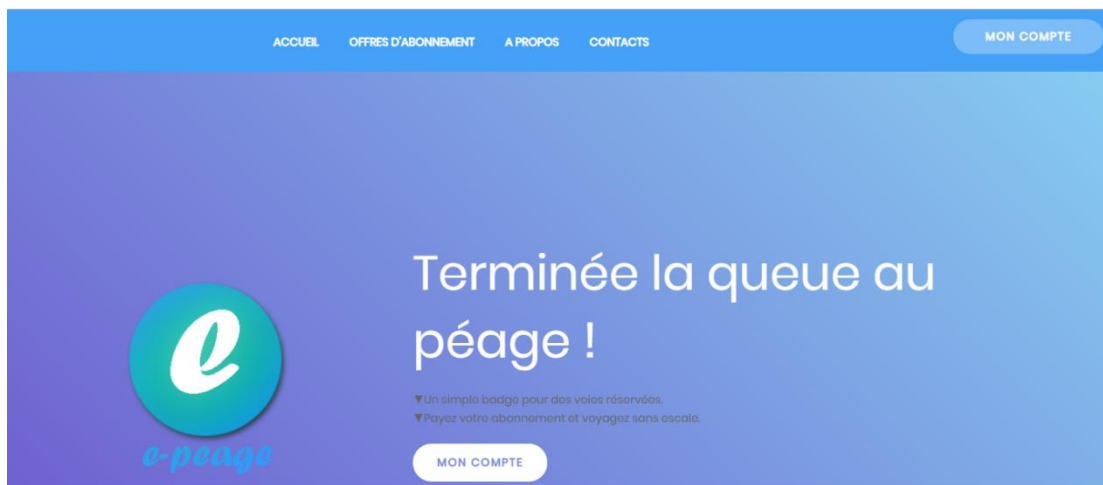 ACCUEIL OFFRES D'ABONNEMENT A PROPOS CONTACTS MON COMPTE
Terminée la queue au
péage !
▼Un simple badge pour des voies réservées.
▼Payez votre abonnement et voyagez sans escale.
e
e-peage
MON COMPTE